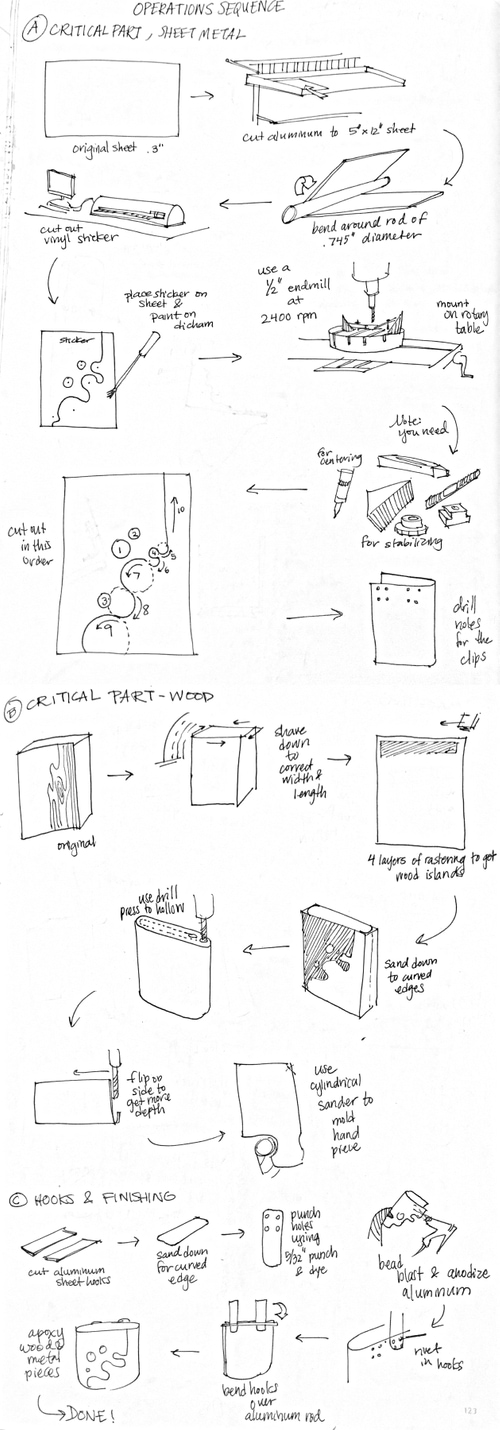 OPERATIONS SEQUENCE
A CRITICAL PART, SHEET METAL
original sheet .3"
cut aluminum to 5"x12" sheet
bend around rod of
.745" diameter
cut out
vinyl sticker
place sticker on
sheet &
paint on
dicham
sticker
use a
1/2" endmill
at
2400 rpm
mount
on rotary
table
Note:
you need
for
centering
for stabilizing
cut out
in this
order
1
2
3
4
5
6
7
8
9
10
drill
holes
for the
clips
B CRITICAL PART-WOOD
original
shave
down
to
correct
width &
length
4 layers of rastering to get
wood islands
sand down
to curved
edges
use drill
press to hollow
flip on
side to
get more
depth
use
cylindrical
sander to
mold
hand
piece
C HOOKS & FINISHING
cut aluminum
sheet hooks
sand down
for curved
edge
punch
holes
using
5/32" punch
& dye
bead
blast & anodize
aluminum
rivet
in hooks
bend hooks
over
aluminum rod
apoxy
wood &
metal
pieces
DONE!
127